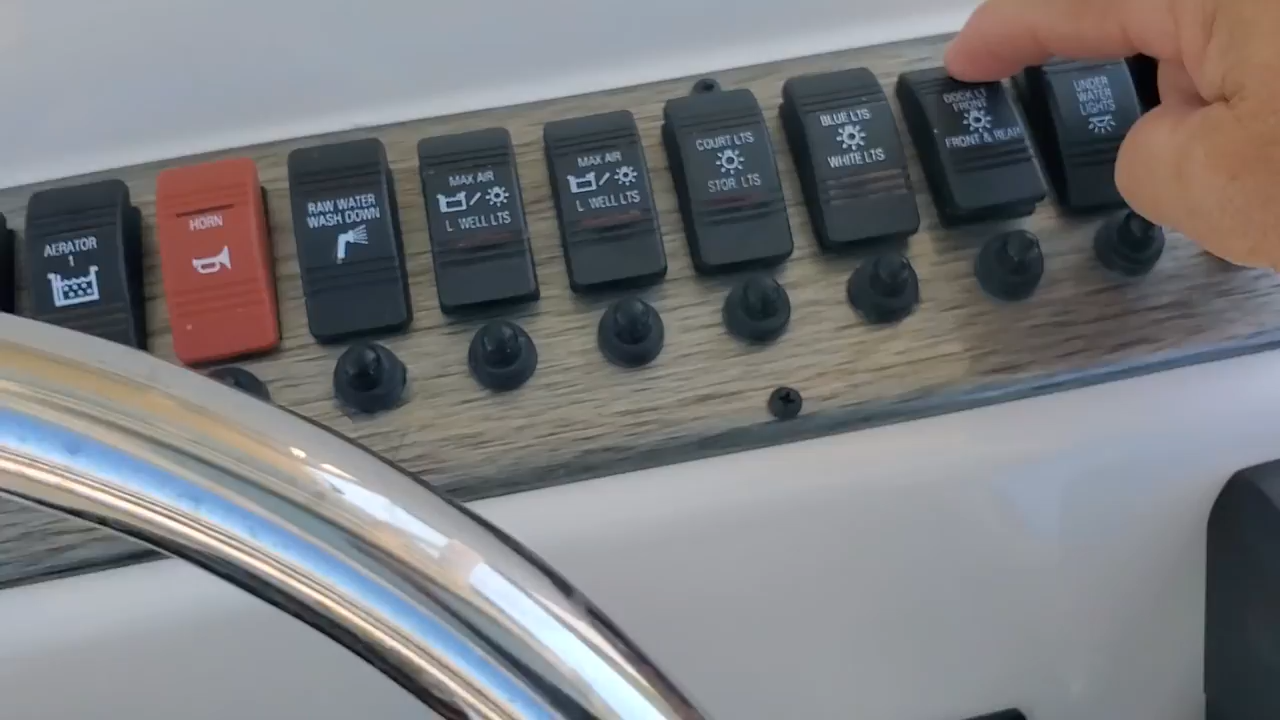 AERATOR
1
HORN
RAW WATER
WASH DOWN
MAX AIR
/
L WELL LTS
MAX AIR
/
L WELL LTS
COURT LTS
STOR. LTS
BLUE LTS
WHITE LTS
DOCK LT
FRONT
FRONT & REAR
UNDER
WATER
LIGHTS